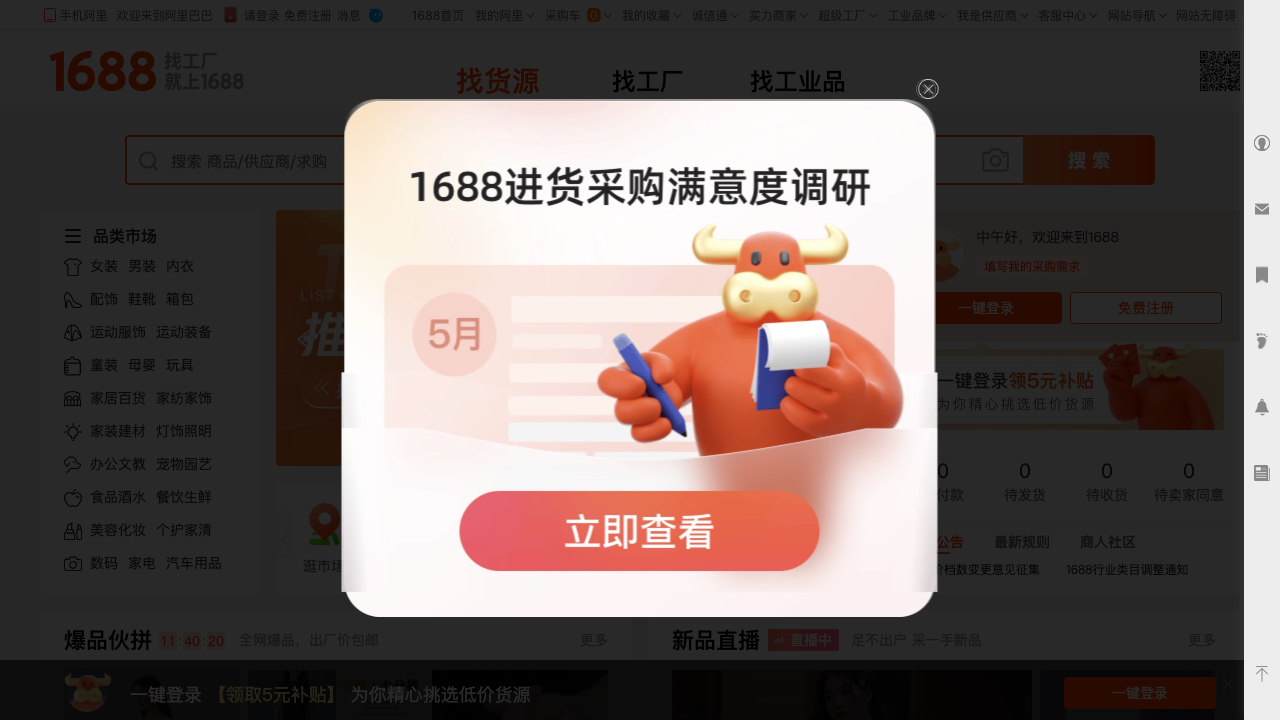 手机阿里 欢迎来到阿里巴巴 请登录 免费注册 消息 1688首页 我的阿里 采购车 0 我的收藏 诚信通 实力商家 超级工厂 工业品牌 我是供应商 客服中心 网站导航 网站无障碍
1688 找工厂
就上1688
找货源 找工厂 找工业品
搜索 商品/供应商/求购
搜 索
1688进货采购满意度调研
5月
立即查看
品类市场
女装 男装 内衣
配饰 鞋靴 箱包
运动服饰 运动装备
童装 母婴 玩具
家居百货 家纺家饰
家装建材 灯饰照明
办公文教 宠物园艺
食品酒水 餐饮生鲜
美容化妆 个护家清
数码 家电 汽车用品
LIST
推
逛市场
中午好，欢迎来到1688
填写我的采购需求
一键登录 免费注册
一键登录领5元补贴
为你精心挑选低价货源
0 0 0 0
付款 待发货 待收货 待卖家同意
公告 最新规则 商人社区
价档数变更意见征集 1688行业类目调整通知
爆品伙拼 11:40:20 全网爆品，出厂价包邮 更多
新品直播 直播中 足不出户 采一手新品 更多
一键登录 【领取5元补贴】 为你精心挑选低价货源
一键登录